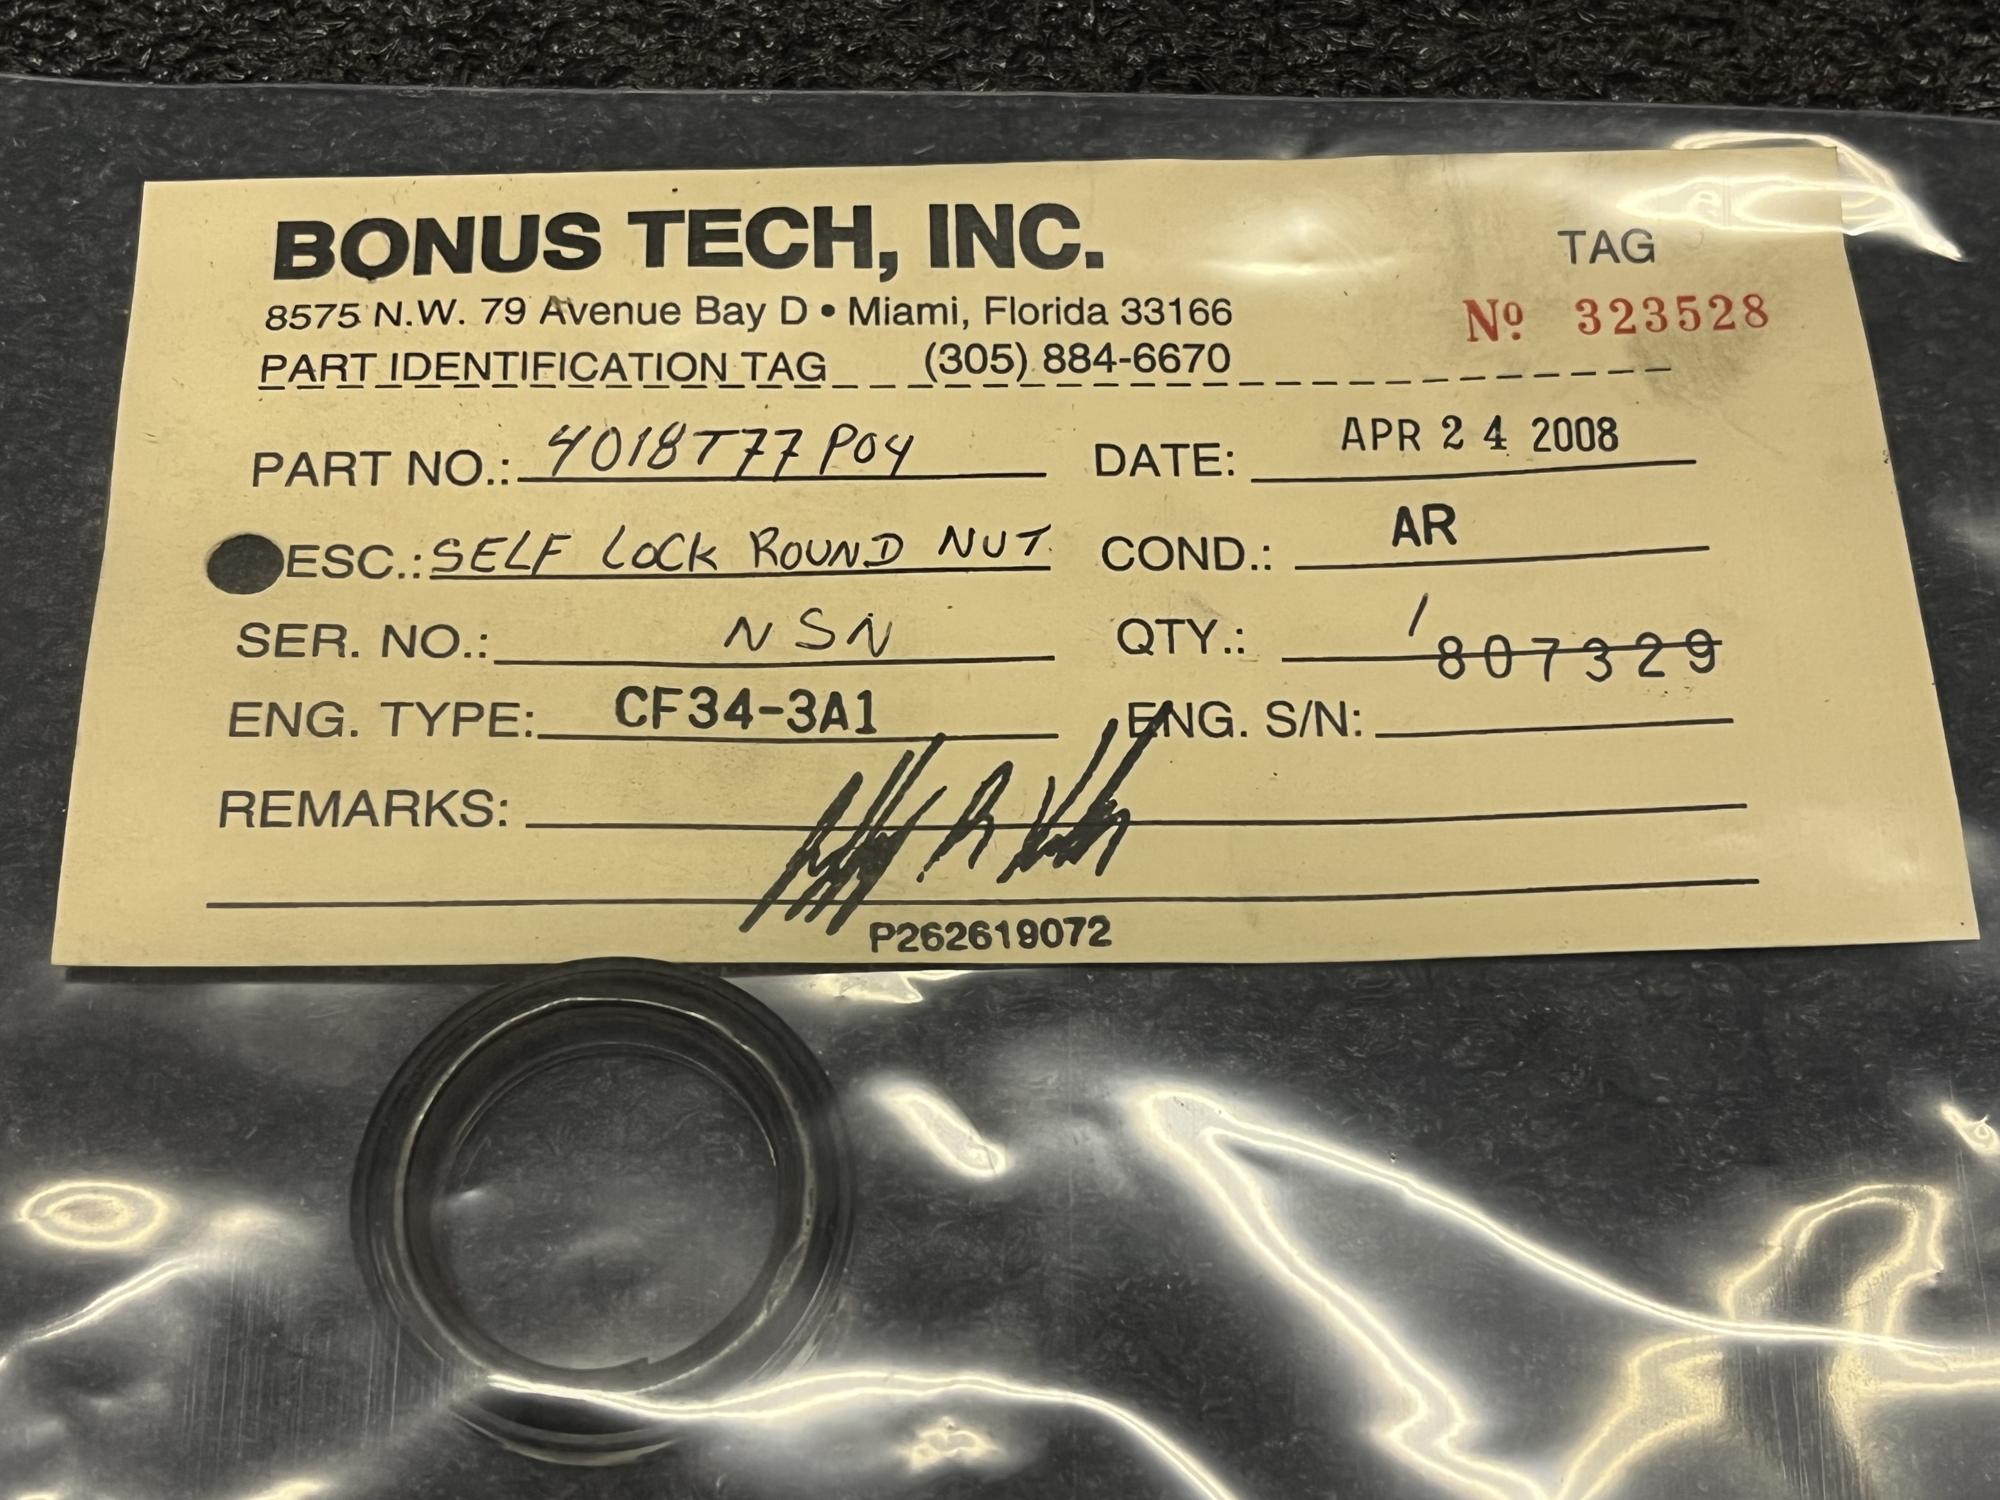 BONUS TECH, INC.
8575 N.W. 79 Avenue Bay D • Miami, Florida 33166
PART IDENTIFICATION TAG (305) 884-6670
TAG
Nº 323528
PART NO.: 4018T77P04 DATE: APR 24 2008
ESC.: SELF LOCK ROUND NUT COND.: AR
SER. NO.: NSN QTY.: 1
807329
ENG. TYPE: CF34-3A1 ENG. S/N:
REMARKS:
P262619072